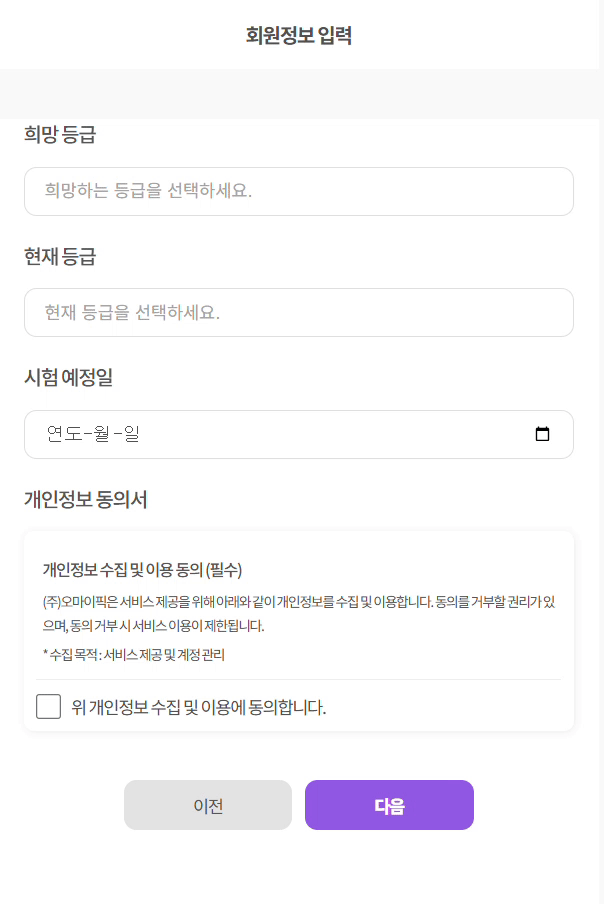 회원정보 입력
희망 등급
희망하는 등급을 선택하세요.
현재 등급
현재 등급을 선택하세요.
시험 예정일
연도-월-일
개인정보 동의서
개인정보 수집 및 이용 동의 (필수)
(주)오마이픽은 서비스 제공을 위해 아래와 같이 개인정보를 수집 및 이용합니다. 동의를 거부할 권리가 있
으며, 동의 거부 시 서비스 이용이 제한됩니다.
* 수집 목적 : 서비스 제공 및 계정 관리
위 개인정보 수집 및 이용에 동의합니다.
이전
다음